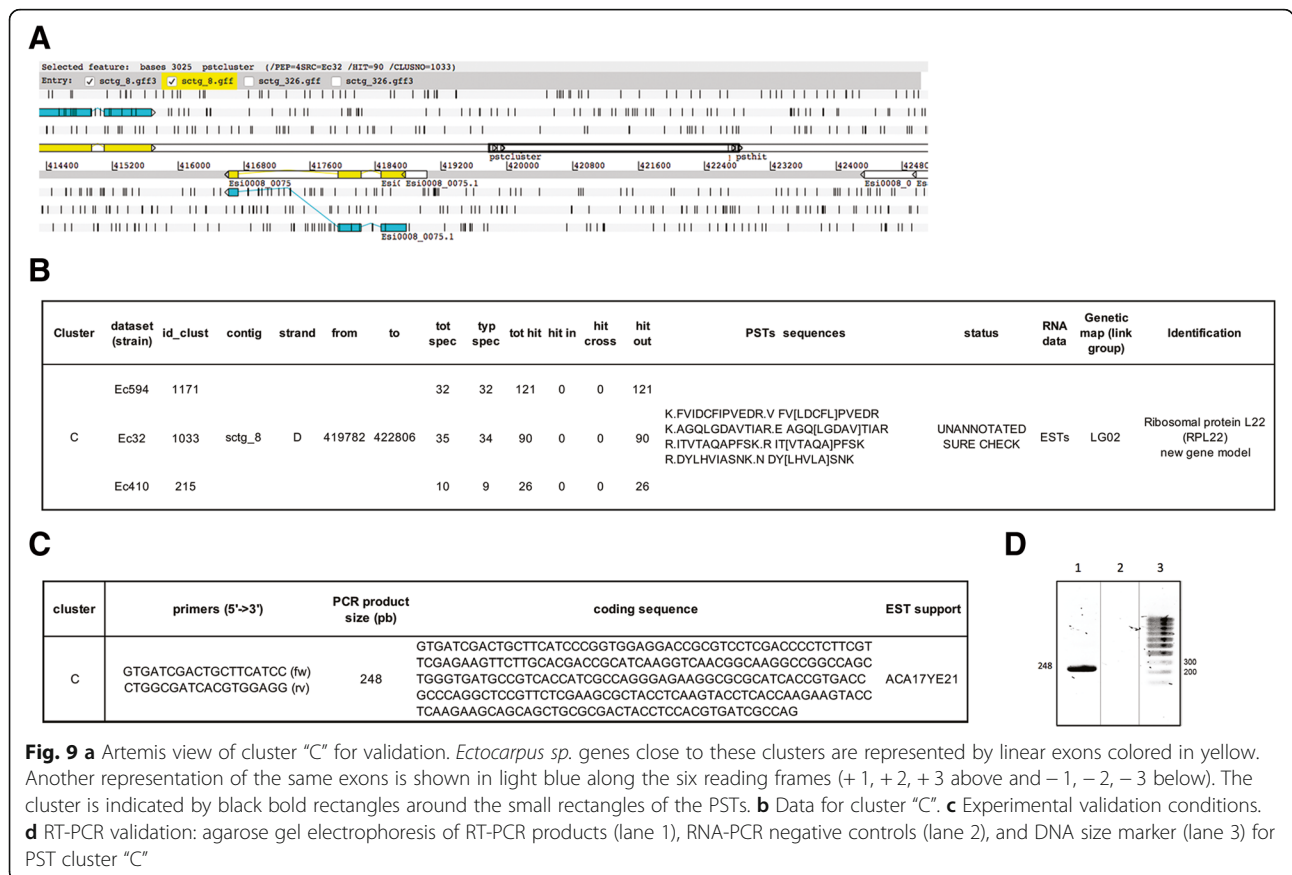 A
Selected feature: bases 3025 pstcluster (/PEP=4SRC=Ec32 /HIT=90 /CLUSNO=1033)
Entry: sctg_8.gff3 sctg_8.gff sctg_326.gff sctg_326.gff3
pstcluster psthit
414400 415200 416000 416800 417600 418400 419200 420000 420800 421600 422400 423200 424000 4248
Esi0008_0075 Esi( Esi0008_0075.1 Esi0008_0 Es
Esi0008_0075.1
B
Cluster dataset (strain) id_clust contig strand from to tot spec typ spec tot hit hit in hit cross hit out PSTs sequences status RNA data Genetic map (link group) Identification
Ec594 1171 32 32 121 0 0 121
C Ec32 1033 sctg_8 D 419782 422806 35 34 90 0 0 90
K.FVIDCFIPVEDR.V FV[LDCFL]PVEDR
K.AGQLGDAVTIAR.E AGQ[LGDAV]TIAR
R.ITVTAQAPFSK.R IT[VTAQA]PFSK
R.DYLHVIASNK.N DY[LHVLA]SNK
UNANNOTATED SURE CHECK
ESTs LG02
Ribosomal protein L22
(RPL22)
new gene model
Ec410 215 10 9 26 0 0 26
C
cluster primers (5'->3') PCR product size (pb) coding sequence EST support
C
GTGATCGACTGCTTCATCC (fw)
CTGGCGATCACGTGGAGG (rv)
248
GTGATCGACTGCTTCATCCCGGTGGAGGACCGCGTCCTCGACCCCTCTTCGT
TCGAGAAGTTCTTGCACGACCGCATCAAGGTCAACGGCAAGGCCGGCCAGC
TGGGTGATGCCGTCACCATCGCCAGGGAGAAGGCGCGCATCACCGTGACC
GCCCAGGCTCCGTTCTCGAAGCGCTACCTCAAGTACCTCACCAAGAAGTACC
TCAAGAAGCAGCAGCTGCGCGACTACCTCCACGTGATCGCCAG
ACA17YE21
D
1 2 3
248
300
200
Fig. 9 a Artemis view of cluster “C” for validation. Ectocarpus sp. genes close to these clusters are represented by linear exons colored in yellow.
Another representation of the same exons is shown in light blue along the six reading frames (+ 1, + 2, + 3 above and − 1, − 2, − 3 below). The
cluster is indicated by black bold rectangles around the small rectangles of the PSTs. b Data for cluster “C”. c Experimental validation conditions.
d RT-PCR validation: agarose gel electrophoresis of RT-PCR products (lane 1), RNA-PCR negative controls (lane 2), and DNA size marker (lane 3) for
PST cluster “C”